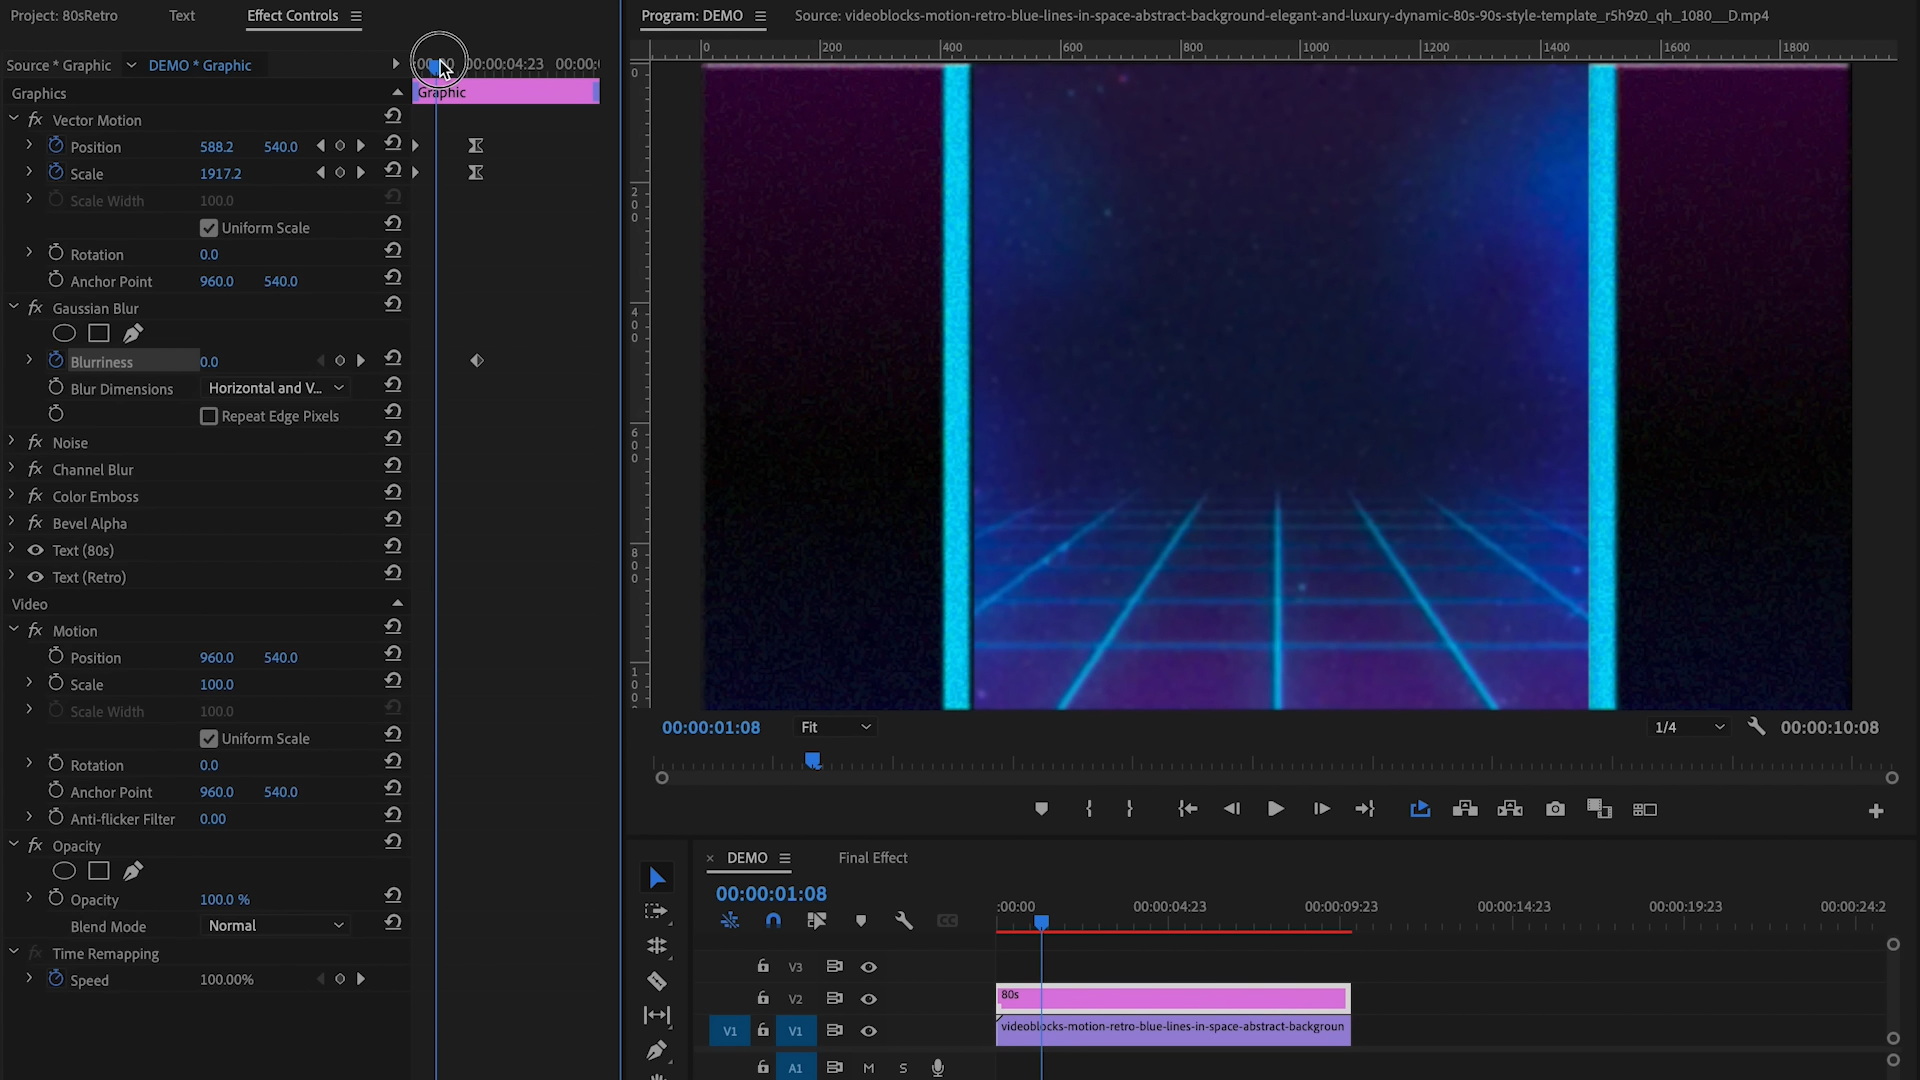 Project: 80sRetro
Text
Effect Controls
Program: DEMO
Source: videoblocks-motion-retro-blue-lines-in-space-abstract-background-elegant-and-luxury-dynamic-80s-90s-style-template_r5h9z0_qh_1080__D.mp4
Source * Graphic
DEMO * Graphic
:00:00
00:00:04:23
00:00:
0 200 400 600 800 1000 1200 1400 1600 1800
Graphics
Graphic
Vector Motion
Position 588.2 540.0
Scale 1917.2
Scale Width 100.0
Uniform Scale
Rotation 0.0
Anchor Point 960.0 540.0
Gaussian Blur
Blurriness 0.0
Blur Dimensions Horizontal and V...
Repeat Edge Pixels
Noise
Channel Blur
Color Emboss
Bevel Alpha
Text (80s)
Text (Retro)
Video
Motion
Position 960.0 540.0
Scale 100.0
Scale Width 100.0
Uniform Scale
Rotation 0.0
Anchor Point 960.0 540.0
Anti-flicker Filter 0.00
Opacity
Opacity 100.0 %
Blend Mode Normal
Time Remapping
Speed 100.00%
0
200
400
600
800
100
00:00:01:08
Fit
1/4
00:00:10:08
× DEMO
Final Effect
00:00:01:08
:00:00 00:00:04:23 00:00:09:23 00:00:14:23 00:00:19:23 00:00:24:2
V3
V2
80s
V1 V1
videoblocks-motion-retro-blue-lines-in-space-abstract-backgroun
A1 M S